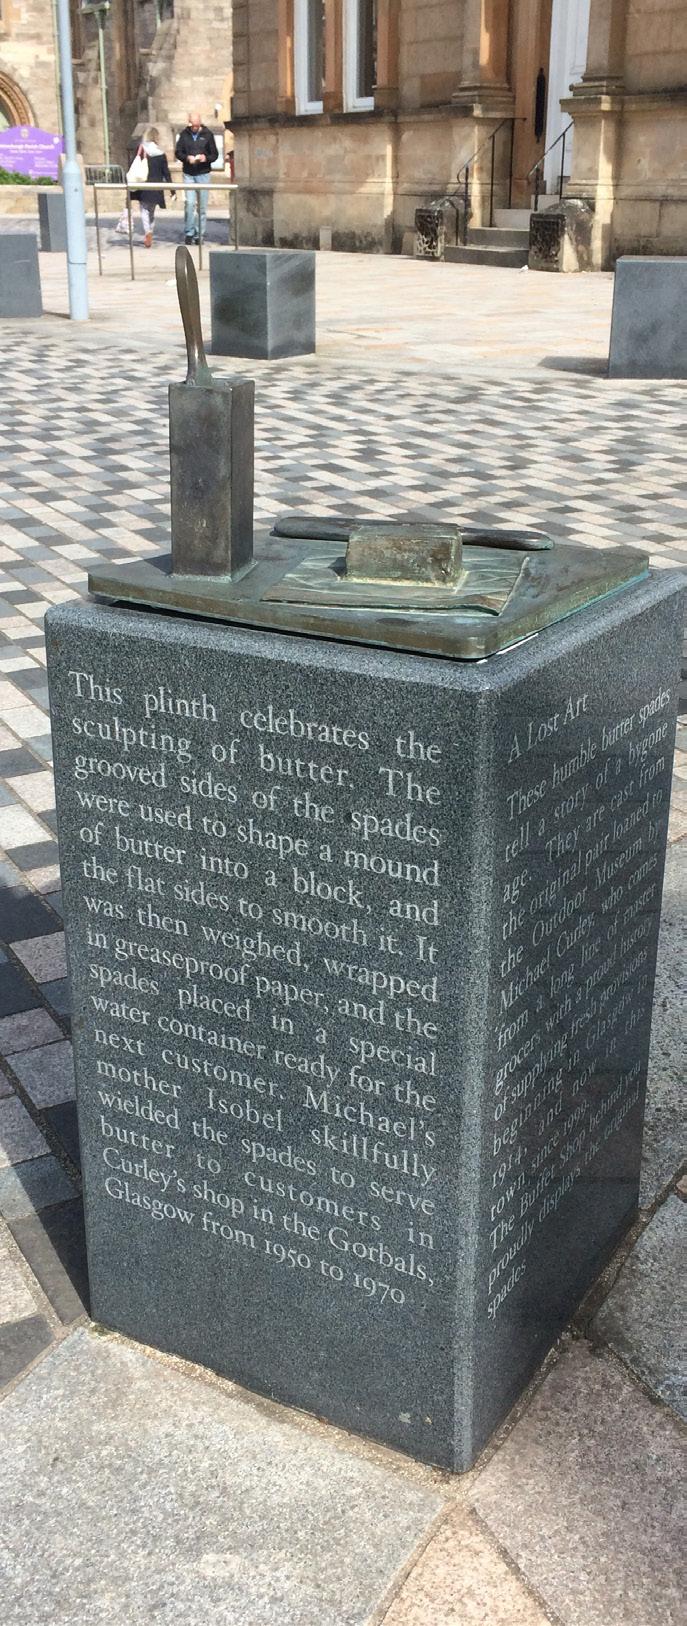 This plinth celebrates the
sculpting of butter. The
grooved sides of the spades
were used to shape a mound
of butter into a block, and
the flat sides to smooth it. It
was then weighed, wrapped
in greaseproof paper, and the
spades placed in a special
water container ready for the
next customer. Michael's
mother Isobel skillfully
wielded the spades to serve
butter to customers in
Curley's shop in the Gorbals,
Glasgow from 1950 to 1970
A Lost Art
These humble butter spades
tell a story of a bygone
age. They are cast from
the original pair loaned to
the Outdoor Museum by
Michael Curley, who comes
from a long line of master
grocers with a proud history
of supplying fresh provisions
beginning in Glasgow in
1914, and now in this
town since 1999.
The Buffet Shop behind you
proudly displays the original
spades
Parish Church